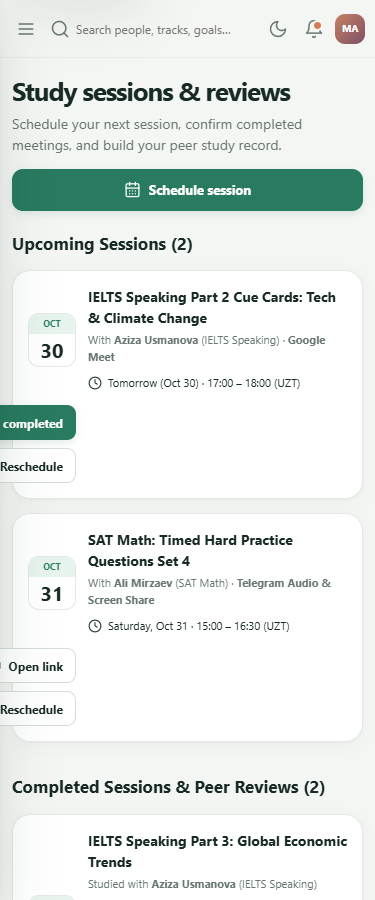 Search people, tracks, goals...
MA
Study sessions & reviews
Schedule your next session, confirm completed
meetings, and build your peer study record.
Schedule session
Upcoming Sessions (2)
OCT
30
IELTS Speaking Part 2 Cue Cards: Tech
& Climate Change
With Aziza Usmanova (IELTS Speaking) · Google
Meet
Tomorrow (Oct 30) · 17:00 – 18:00 (UZT)
completed
Reschedule
OCT
31
SAT Math: Timed Hard Practice
Questions Set 4
With Ali Mirzaev (SAT Math) · Telegram Audio &
Screen Share
Saturday, Oct 31 · 15:00 – 16:30 (UZT)
Open link
Reschedule
Completed Sessions & Peer Reviews (2)
IELTS Speaking Part 3: Global Economic
Trends
Studied with Aziza Usmanova (IELTS Speaking)